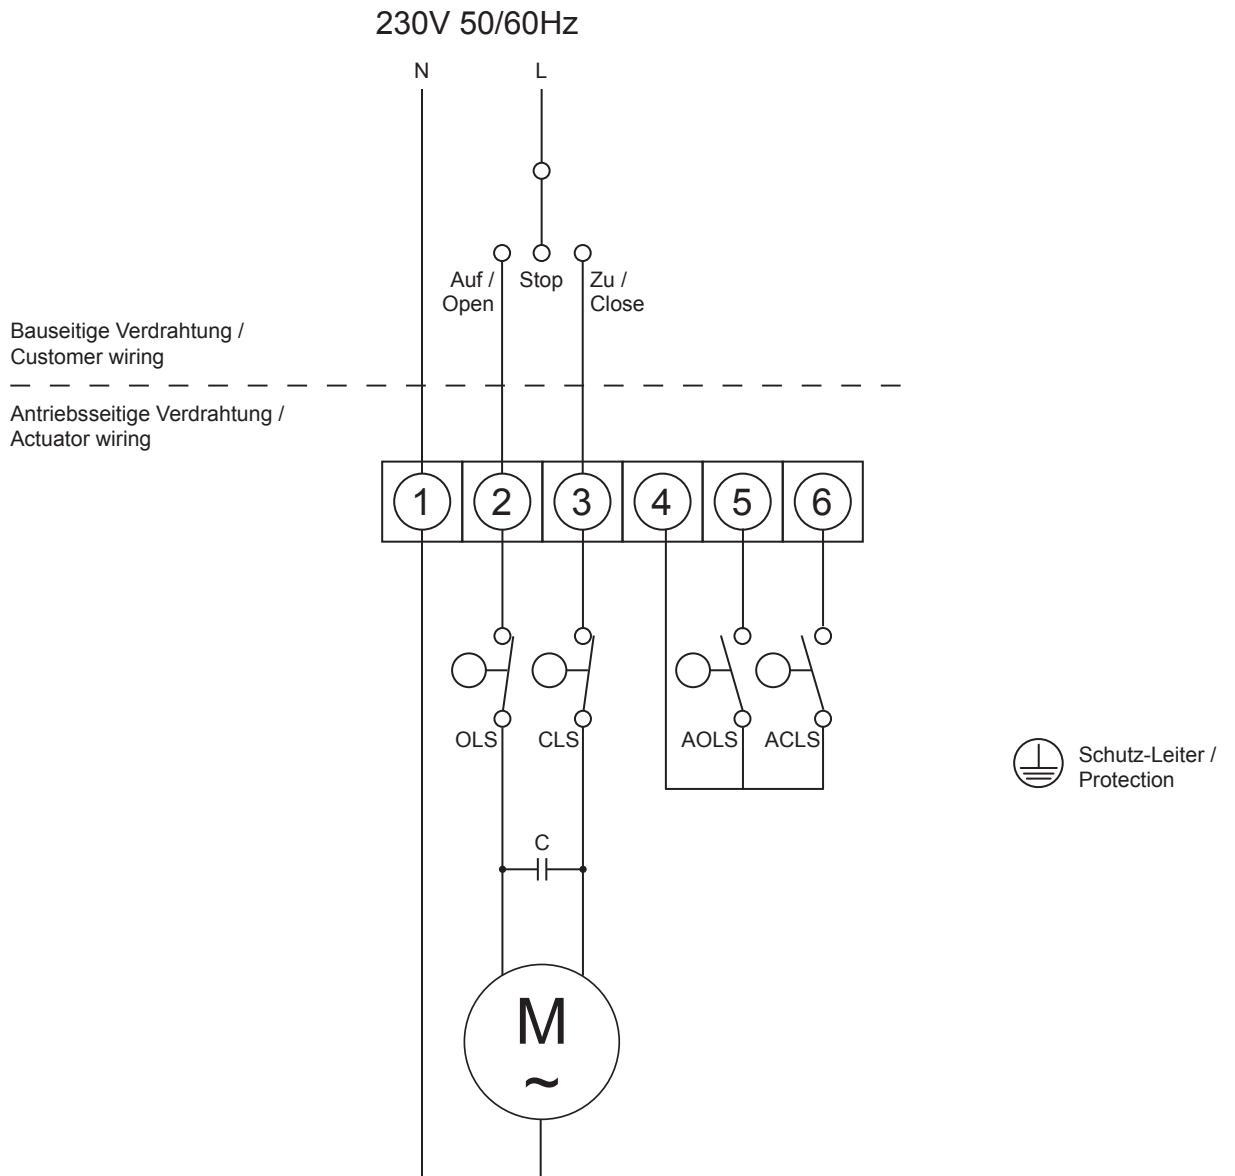 230V 50/60Hz
N
L
Auf /
Open
Stop
Zu /
Close
Bauseitige Verdrahtung /
Customer wiring
Antriebsseitige Verdrahtung /
Actuator wiring
1
2
3
4
5
6
OLS
CLS
AOLS
ACLS
Schutz-Leiter /
Protection
C
M
~